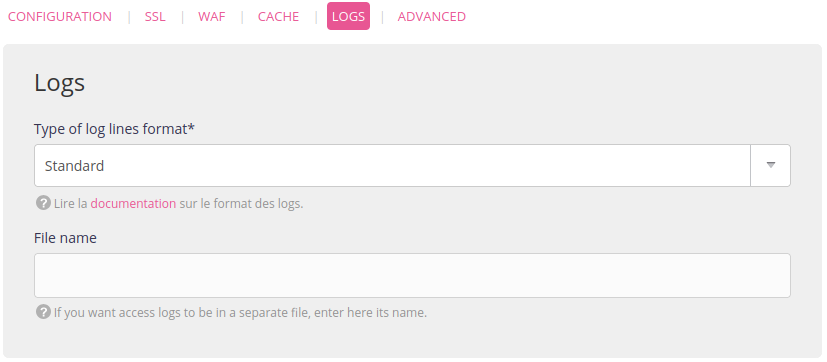 CONFIGURATION | SSL | WAF | CACHE | LOGS | ADVANCED
Logs
Type of log lines format*
Standard
? Lire la documentation sur le format des logs.
File name
? If you want access logs to be in a separate file, enter here its name.